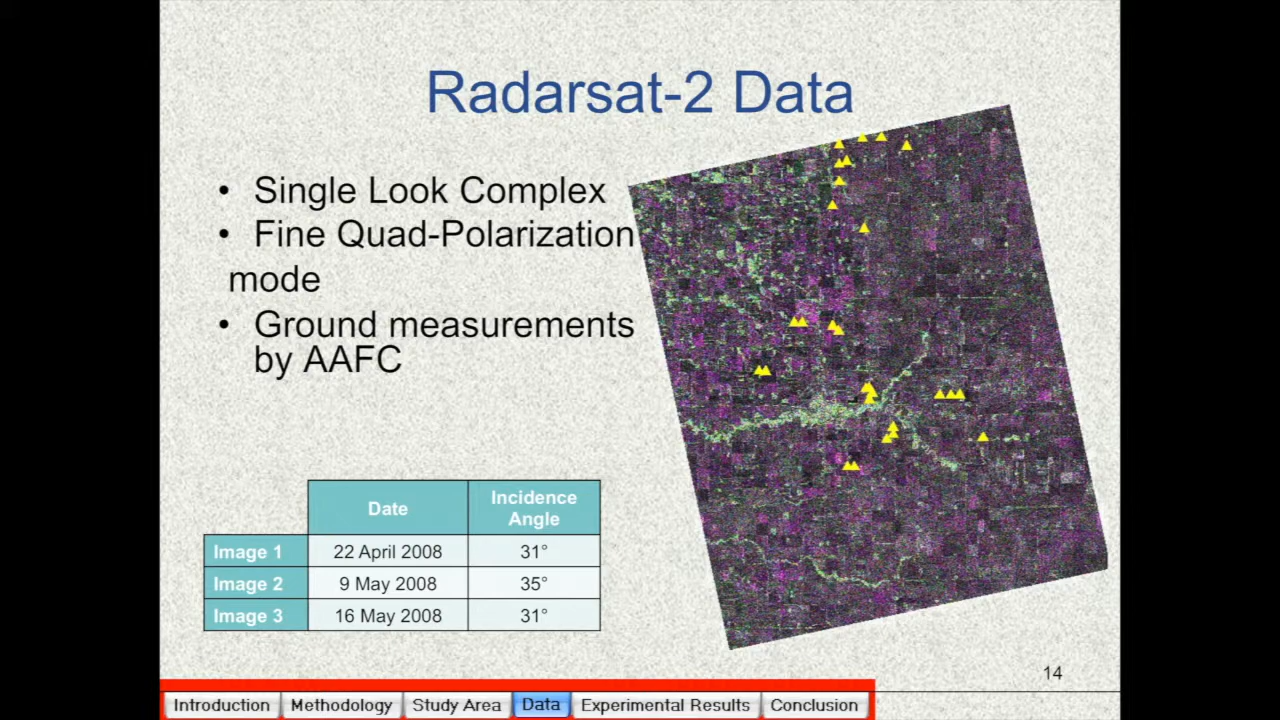 Radarsat-2 Data
• Single Look Complex
• Fine Quad-Polarization
mode
• Ground measurements
by AAFC
Date Incidence Angle
Image 1 22 April 2008 31°
Image 2 9 May 2008 35°
Image 3 16 May 2008 31°
14
Introduction Methodology Study Area Data Experimental Results Conclusion